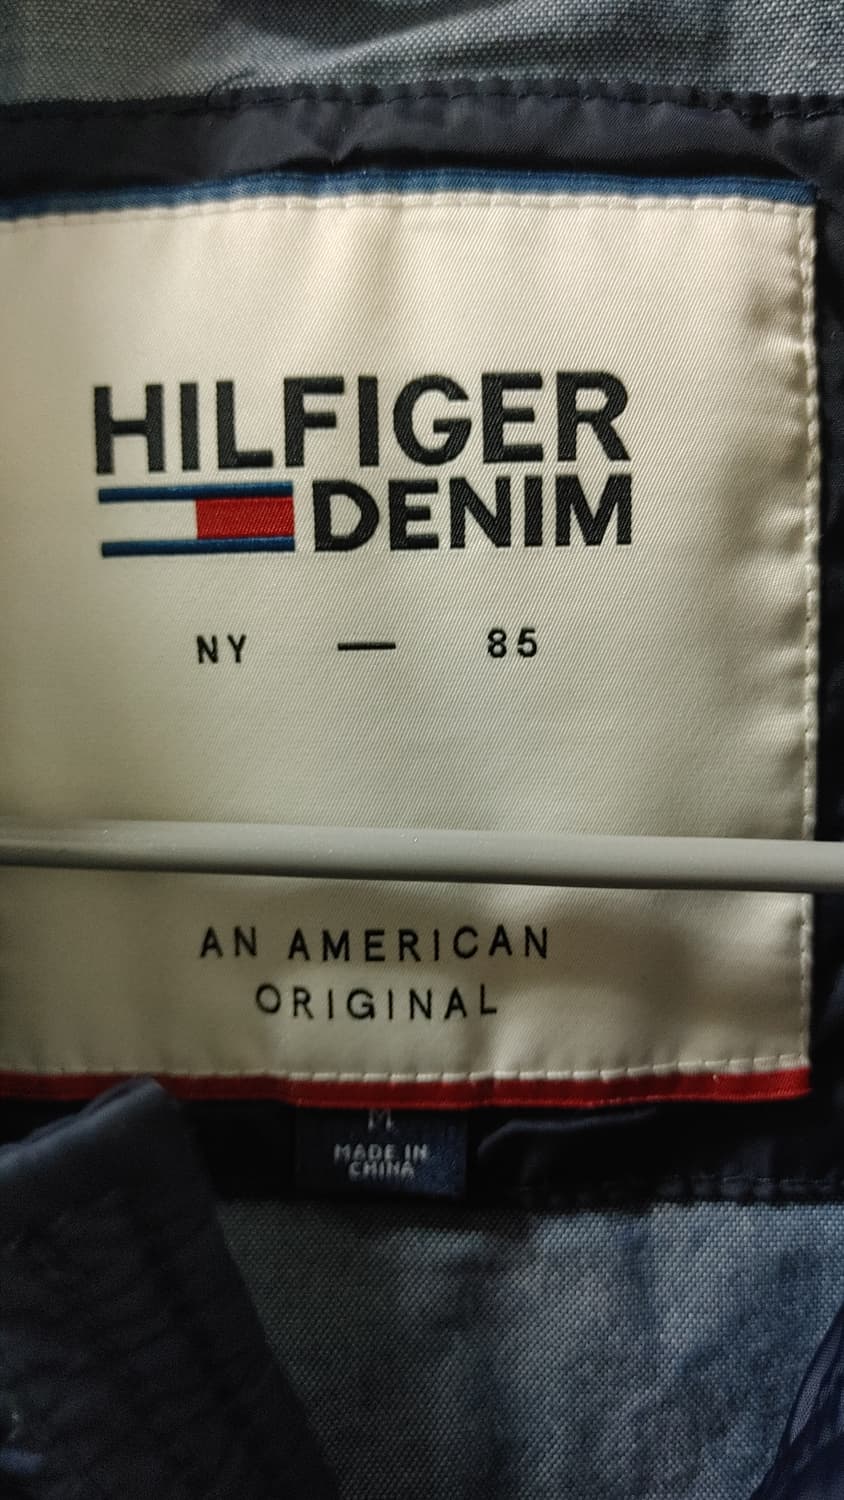 HILFIGER
DENIM
NY — 85
AN AMERICAN
ORIGINAL
M
MADE IN
CHINA